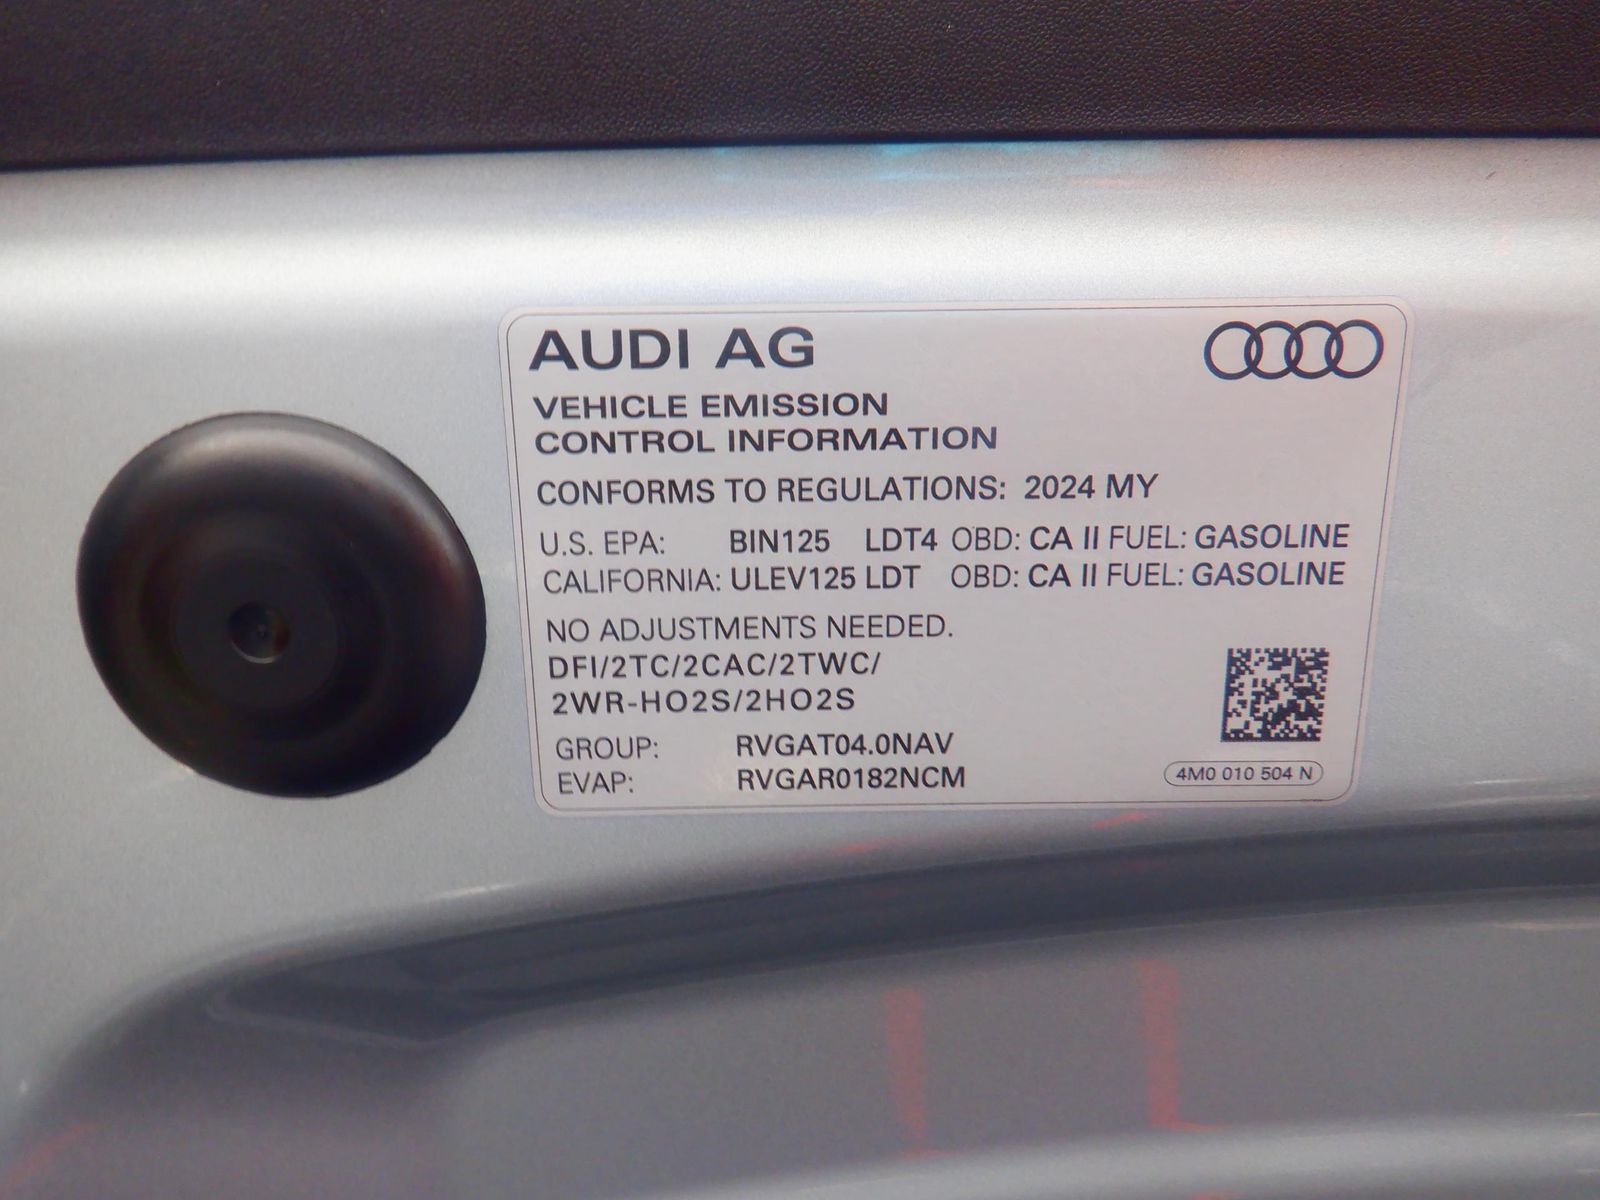 AUDI AG
VEHICLE EMISSION
CONTROL INFORMATION
CONFORMS TO REGULATIONS: 2024 MY
U.S. EPA: BIN125 LDT4 OBD: CA II FUEL: GASOLINE
CALIFORNIA: ULEV125 LDT OBD: CA II FUEL: GASOLINE
NO ADJUSTMENTS NEEDED.
DFI/2TC/2CAC/2TWC/
2WR-HO2S/2HO2S
GROUP: RVGAT04.0NAV
EVAP: RVGAR0182NCM
4M0 010 504 N